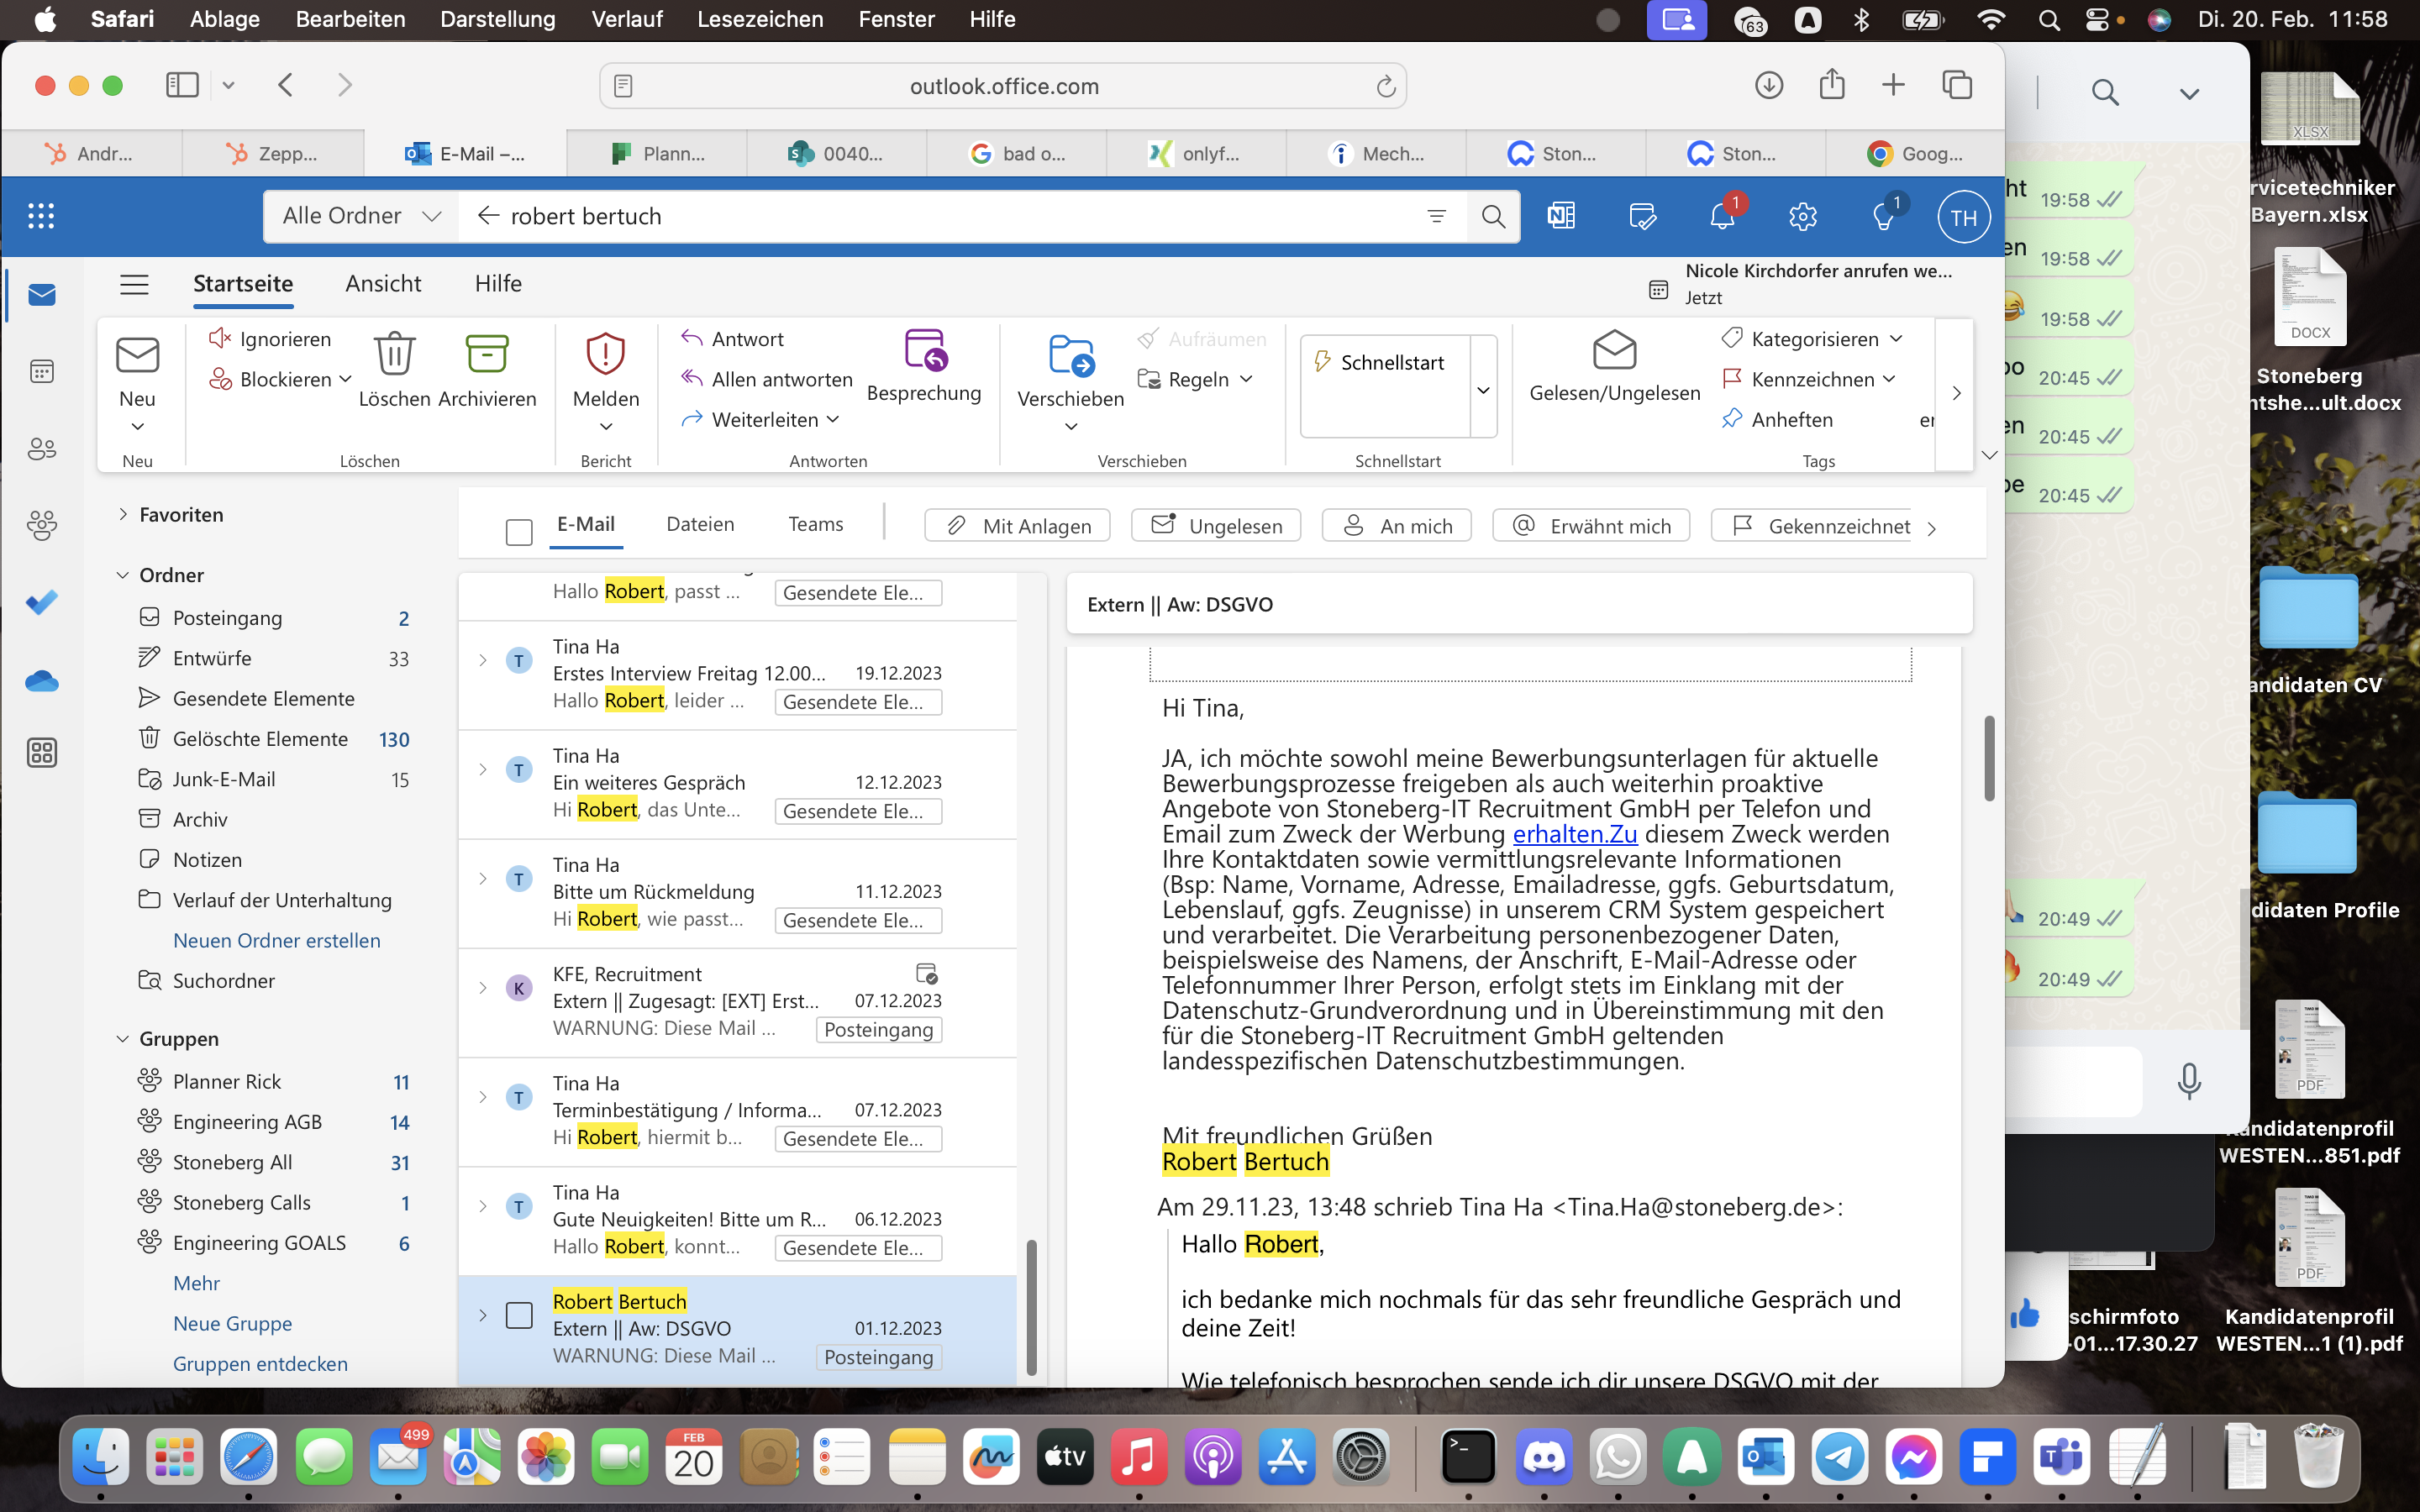 Safari Ablage Bearbeiten Darstellung Verlauf Lesezeichen Fenster Hilfe 63 Di. 20. Feb. 11:58
outlook.office.com
Andr... Zepp... E-Mail –... Plann... 0040... bad o... onlyf... Mech... Ston... Ston... Goog...
Alle Ordner robert bertuch 1 1 TH
Startseite Ansicht Hilfe
Nicole Kirchdorfer anrufen we...
Jetzt
Neu
Ignorieren
Blockieren
Löschen Archivieren
Melden
Antwort
Allen antworten
Weiterleiten
Besprechung
Verschieben
Aufräumen
Regeln
Schnellstart
Gelesen/Ungelesen
Kategorisieren
Kennzeichnen
Anheften
Neu Löschen Bericht Antworten Verschieben Schnellstart Tags
Favoriten
Ordner
Posteingang 2
Entwürfe 33
Gesendete Elemente
Gelöschte Elemente 130
Junk-E-Mail 15
Archiv
Notizen
Verlauf der Unterhaltung
Neuen Ordner erstellen
Suchordner
Gruppen
Planner Rick 11
Engineering AGB 14
Stoneberg All 31
Stoneberg Calls 1
Engineering GOALS 6
Mehr
Neue Gruppe
Gruppen entdecken
E-Mail Dateien Teams Mit Anlagen Ungelesen An mich Erwähnt mich Gekennzeichnet
Hallo Robert, passt ... Gesendete Ele...
T
Tina Ha
Erstes Interview Freitag 12.00... 19.12.2023
Hallo Robert, leider ... Gesendete Ele...
T
Tina Ha
Ein weiteres Gespräch 12.12.2023
Hi Robert, das Unte... Gesendete Ele...
T
Tina Ha
Bitte um Rückmeldung 11.12.2023
Hi Robert, wie passt... Gesendete Ele...
K
KFE, Recruitment
Extern || Zugesagt: [EXT] Erst... 07.12.2023
WARNUNG: Diese Mail ... Posteingang
T
Tina Ha
Terminbestätigung / Informa... 07.12.2023
Hi Robert, hiermit b... Gesendete Ele...
T
Tina Ha
Gute Neuigkeiten! Bitte um R... 06.12.2023
Hallo Robert, konnt... Gesendete Ele...
Robert Bertuch
Extern || Aw: DSGVO 01.12.2023
WARNUNG: Diese Mail ... Posteingang
Extern || Aw: DSGVO
Hi Tina,
JA, ich möchte sowohl meine Bewerbungsunterlagen für aktuelle
Bewerbungsprozesse freigeben als auch weiterhin proaktive
Angebote von Stoneberg-IT Recruitment GmbH per Telefon und
Email zum Zweck der Werbung erhalten.Zu diesem Zweck werden
Ihre Kontaktdaten sowie vermittlungsrelevante Informationen
(Bsp: Name, Vorname, Adresse, Emailadresse, ggfs. Geburtsdatum,
Lebenslauf, ggfs. Zeugnisse) in unserem CRM System gespeichert
und verarbeitet. Die Verarbeitung personenbezogener Daten,
beispielsweise des Namens, der Anschrift, E-Mail-Adresse oder
Telefonnummer Ihrer Person, erfolgt stets im Einklang mit der
Datenschutz-Grundverordnung und in Übereinstimmung mit den
für die Stoneberg-IT Recruitment GmbH geltenden
landesspezifischen Datenschutzbestimmungen.
Mit freundlichen Grüßen
Robert Bertuch
Am 29.11.23, 13:48 schrieb Tina Ha <Tina.Ha@stoneberg.de>:
Hallo Robert,
ich bedanke mich nochmals für das sehr freundliche Gespräch und
deine Zeit!
Wie telefonisch besprochen sende ich dir unsere DSGVO mit der
ht 19:58
en 19:58
19:58
oo 20:45
en 20:45
be 20:45
20:49
20:49
XLSX
rvicetechniker
Bayern.xlsx
DOCX
Stoneberg
ntshe...ult.docx
andidaten CV
didaten Profile
PDF
andidatenprofil
WESTEN...851.pdf
PDF
Kandidatenprofil
WESTEN...1 (1).pdf
schirmfoto
-01...17.30.27
499
FEB
20
tv